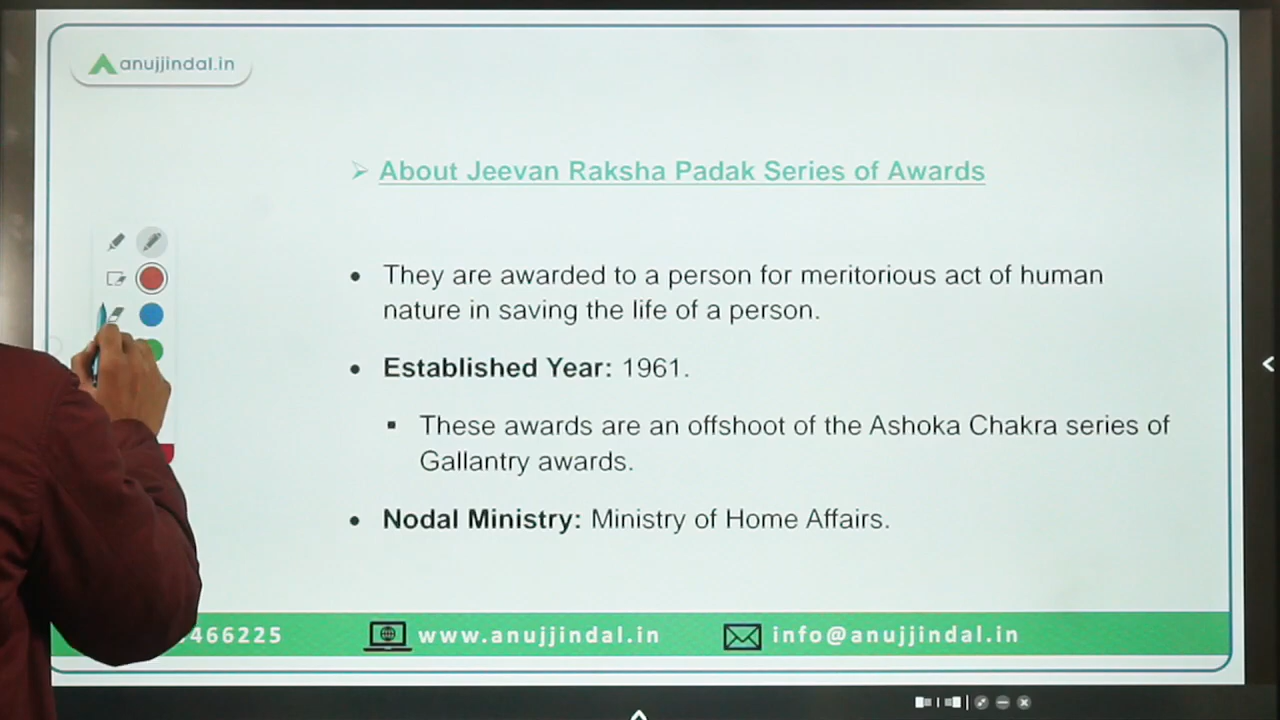 anujjindal.in
➢ About Jeevan Raksha Padak Series of Awards
• They are awarded to a person for meritorious act of human
nature in saving the life of a person.
• Established Year: 1961.
▪ These awards are an offshoot of the Ashoka Chakra series of
Gallantry awards.
• Nodal Ministry: Ministry of Home Affairs.
466225 www.anujjindal.in info@anujjindal.in